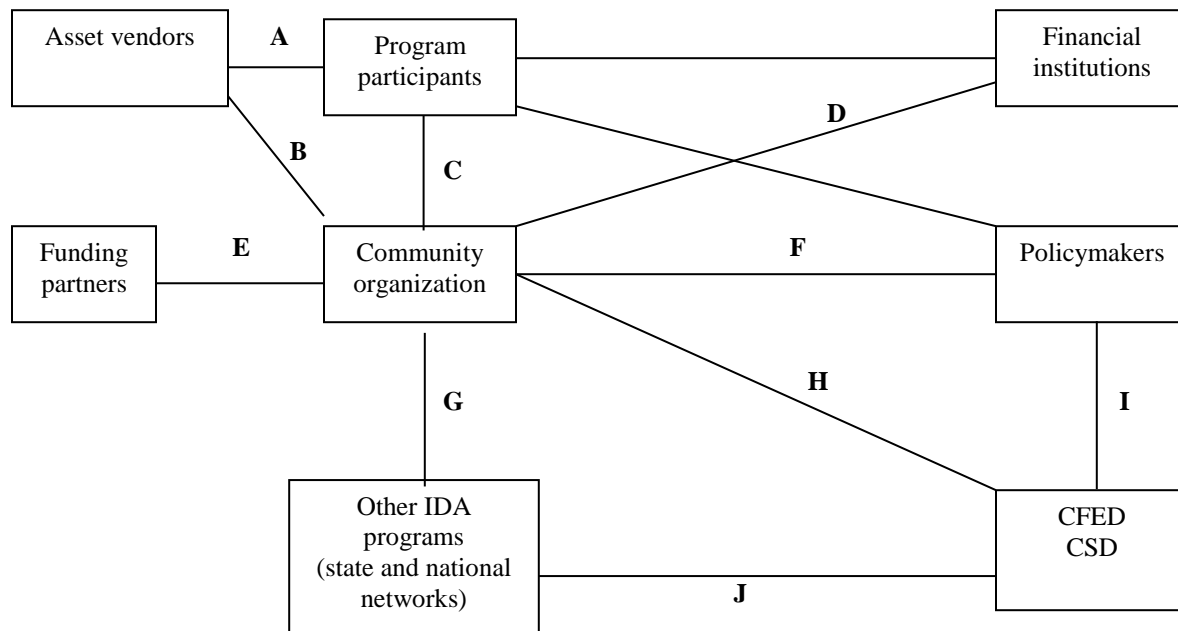 Asset vendors
A
Program
participants
Financial
institutions
D
B
C
Funding
partners
E
Community
organization
F
Policymakers
H
G
I
Other IDA
programs
(state and national
networks)
J
CFED
CSD